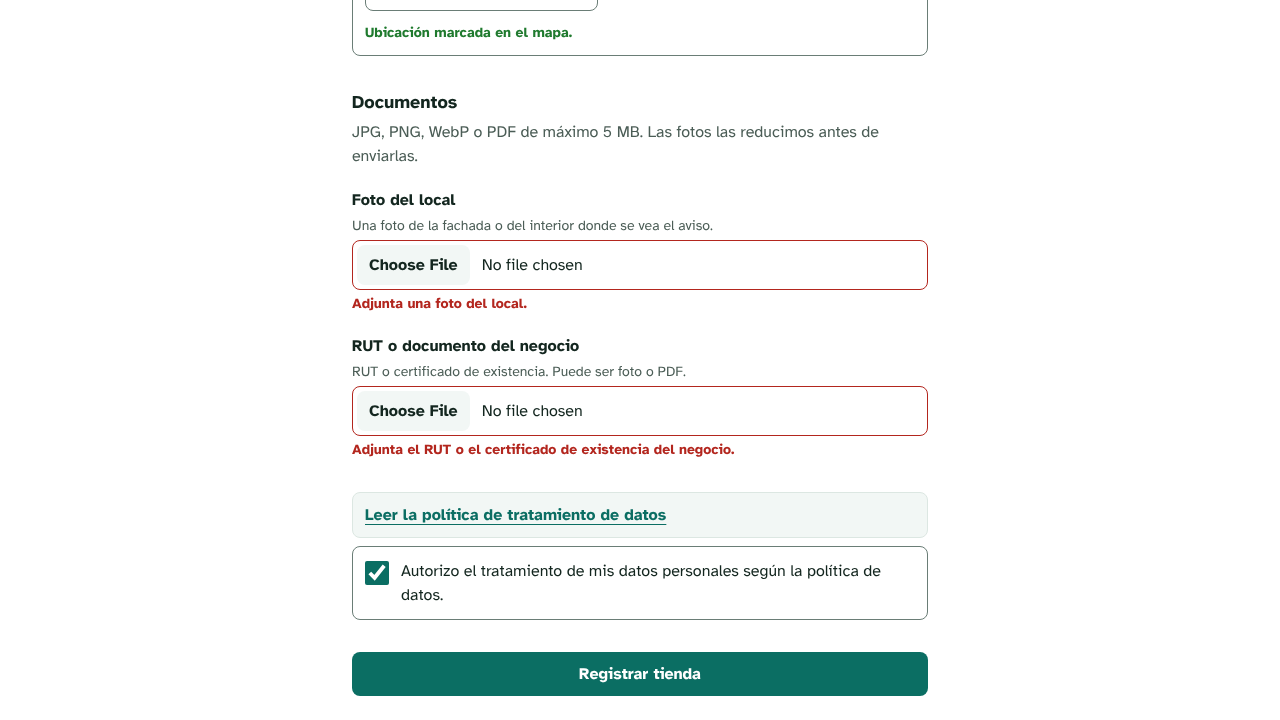 Ubicación marcada en el mapa.
Documentos
JPG, PNG, WebP o PDF de máximo 5 MB. Las fotos las reducimos antes de
enviarlas.
Foto del local
Una foto de la fachada o del interior donde se vea el aviso.
Choose File No file chosen
Adjunta una foto del local.
RUT o documento del negocio
RUT o certificado de existencia. Puede ser foto o PDF.
Choose File No file chosen
Adjunta el RUT o el certificado de existencia del negocio.
Leer la política de tratamiento de datos
Autorizo el tratamiento de mis datos personales según la política de
datos.
Registrar tienda